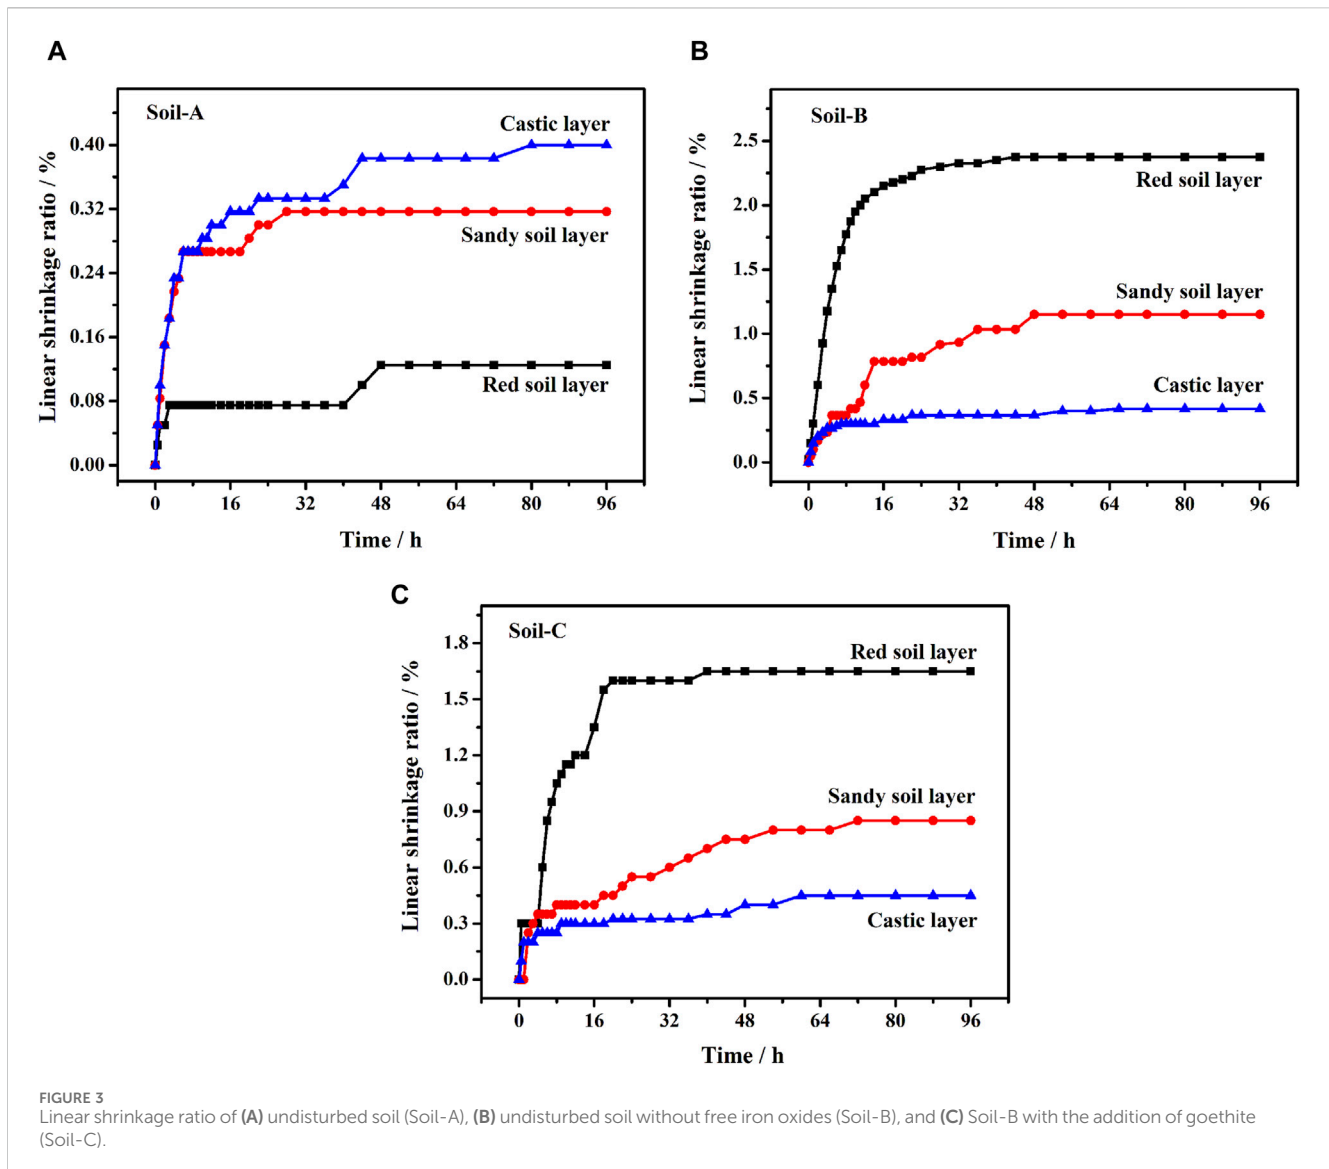 A
Soil-A
Castic layer
Sandy soil layer
Red soil layer
Linear shrinkage ratio / %
0.40
0.32
0.24
0.16
0.08
0.00
0 16 32 48 64 80 96
Time / h
B
Soil-B
Red soil layer
Sandy soil layer
Castic layer
Linear shrinkage ratio / %
2.5
2.0
1.5
1.0
0.5
0.0
0 16 32 48 64 80 96
Time / h
C
Soil-C
Red soil layer
Sandy soil layer
Castic layer
Linear shrinkage ratio / %
1.8
1.5
1.2
0.9
0.6
0.3
0.0
0 16 32 48 64 80 96
Time / h
FIGURE 3
Linear shrinkage ratio of (A) undisturbed soil (Soil-A), (B) undisturbed soil without free iron oxides (Soil-B), and (C) Soil-B with the addition of goethite
(Soil-C).